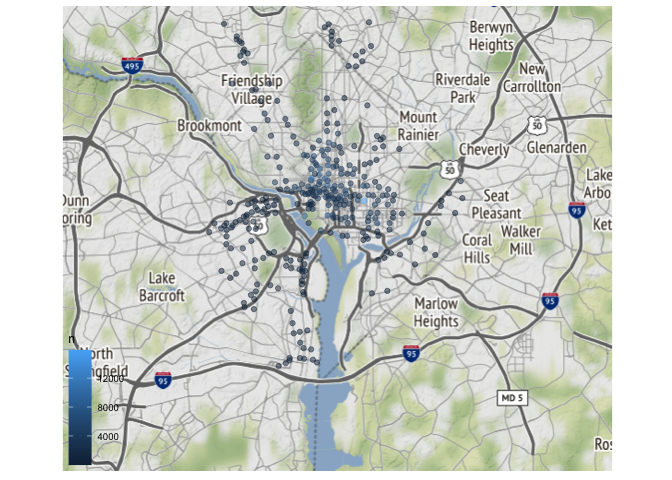 Berwyn
Heights
495
New
Carrollton
Friendship
Village
Riverdale
Park
Mount
Rainier
50
Brookmont
Cheverly
Glenarden
50
Lake
Arbo
Dunn
oring
Seat
Pleasant
95
Ket
Walker
Mill
Coral
Hills
Lake
Barcroft
95
Marlow
Heights
n
North
95
12000
95
8000
MD 5
4000
Ros